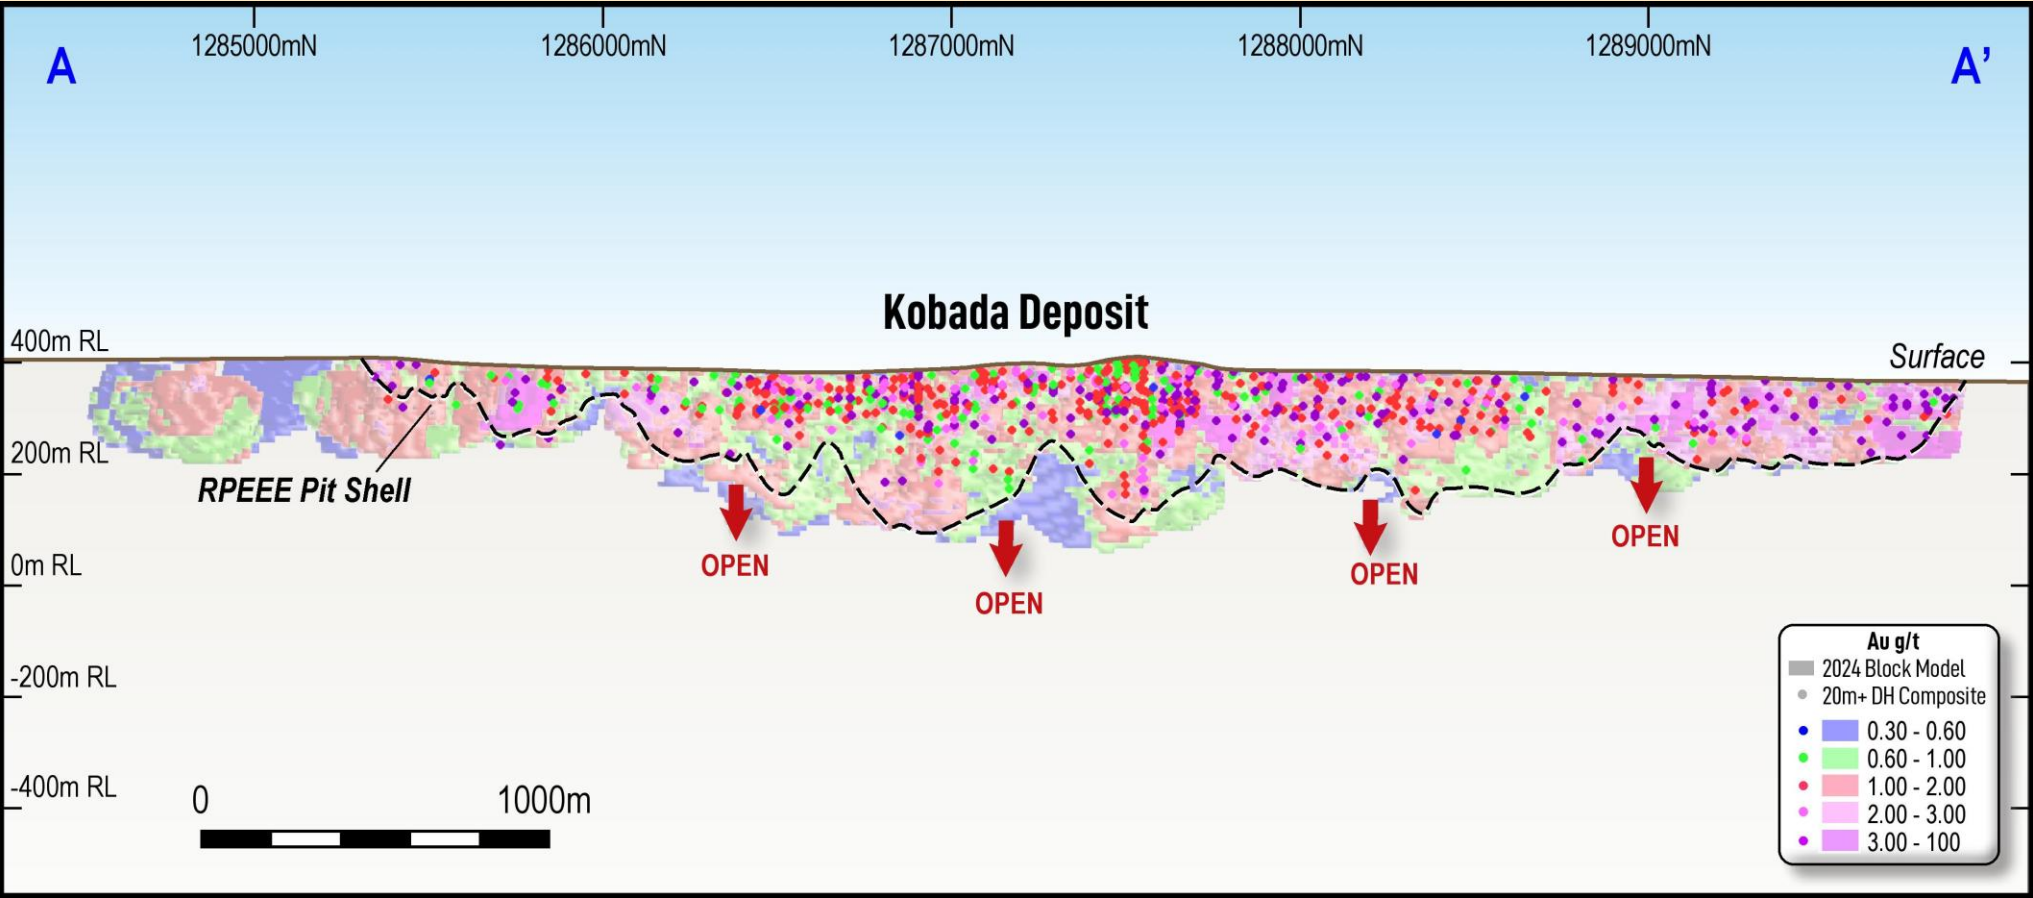 1285000mN
1286000mN
1287000mN
1288000mN
1289000mN
A
A’
Kobada Deposit
400m RL
Surface
200m RL
RPEEE Pit Shell
OPEN
OPEN
OPEN
OPEN
0m RL
-200m RL
-400m RL
0
1000m
Au g/t
2024 Block Model
20m+ DH Composite
0.30 - 0.60
0.60 - 1.00
1.00 - 2.00
2.00 - 3.00
3.00 - 100